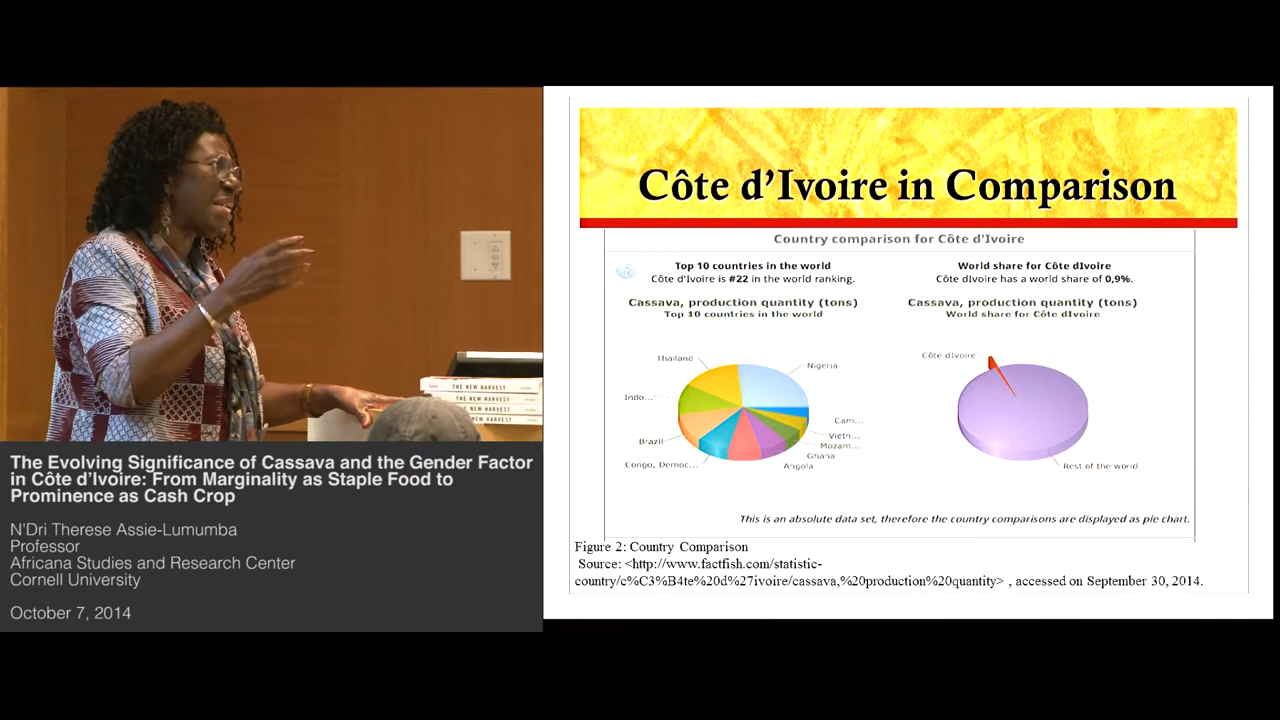 THE NEW HARVEST
THE NEW HARVEST
THE NEW HARVEST
THE NEW HARVEST
The Evolving Significance of Cassava and the Gender Factor
in Côte d'Ivoire: From Marginality as Staple Food to
Prominence as Cash Crop
N'Dri Therese Assie-Lumumba
Professor
Africana Studies and Research Center
Cornell University
October 7, 2014
Côte d'Ivoire in Comparison
Country comparison for Côte d'Ivoire
Top 10 countries in the world
Côte d'Ivoire is #22 in the world ranking.
Cassava, production quantity (tons)
Top 10 countries in the world
Thailand
Nigeria
Indo...
Cam...
Vietn...
Brazil
Mozam...
Ghana
Congo, Democ...
Angola
World share for Côte dIvoire
Côte dIvoire has a world share of 0,9%.
Cassava, production quantity (tons)
World share for Côte dIvoire
Côte dIvoire
Rest of the world
This is an absolute data set, therefore the country comparisons are displayed as pie chart.
Figure 2: Country Comparison
Source: <http://www.factfish.com/statistic-
country/c%C3%B4te%20d%27ivoire/cassava,%20production%20quantity> , accessed on September 30, 2014.